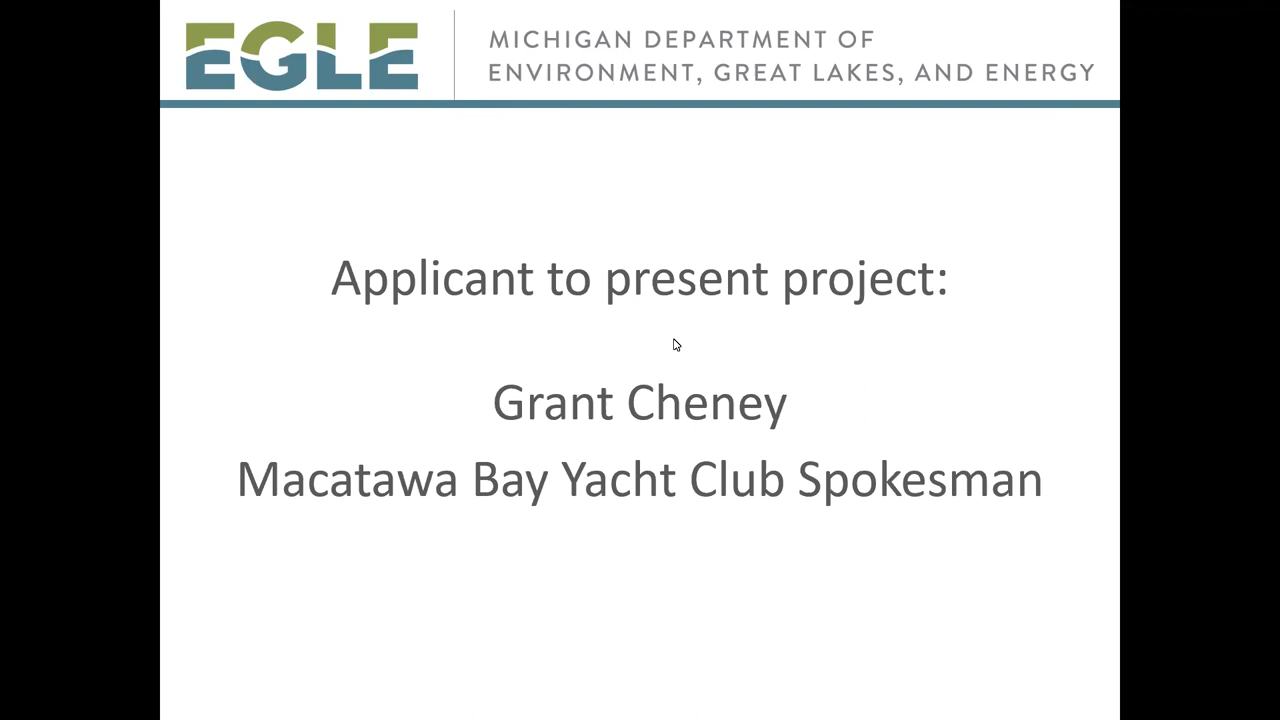 EGLE
MICHIGAN DEPARTMENT OF
ENVIRONMENT, GREAT LAKES, AND ENERGY
Applicant to present project:
Grant Cheney
Macatawa Bay Yacht Club Spokesman